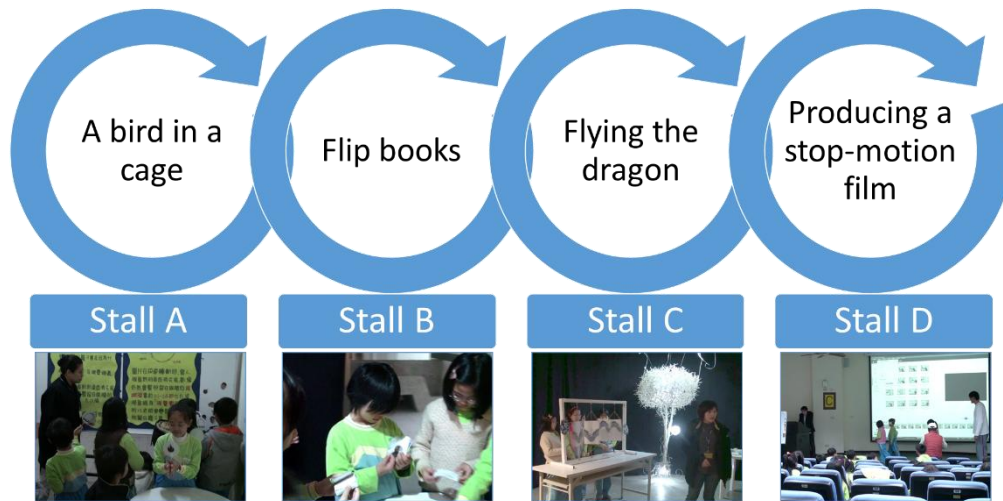 A bird in a
cage
Flip books
Flying the
dragon
Producing a
stop-motion
film
Stall A
Stall B
Stall C
Stall D